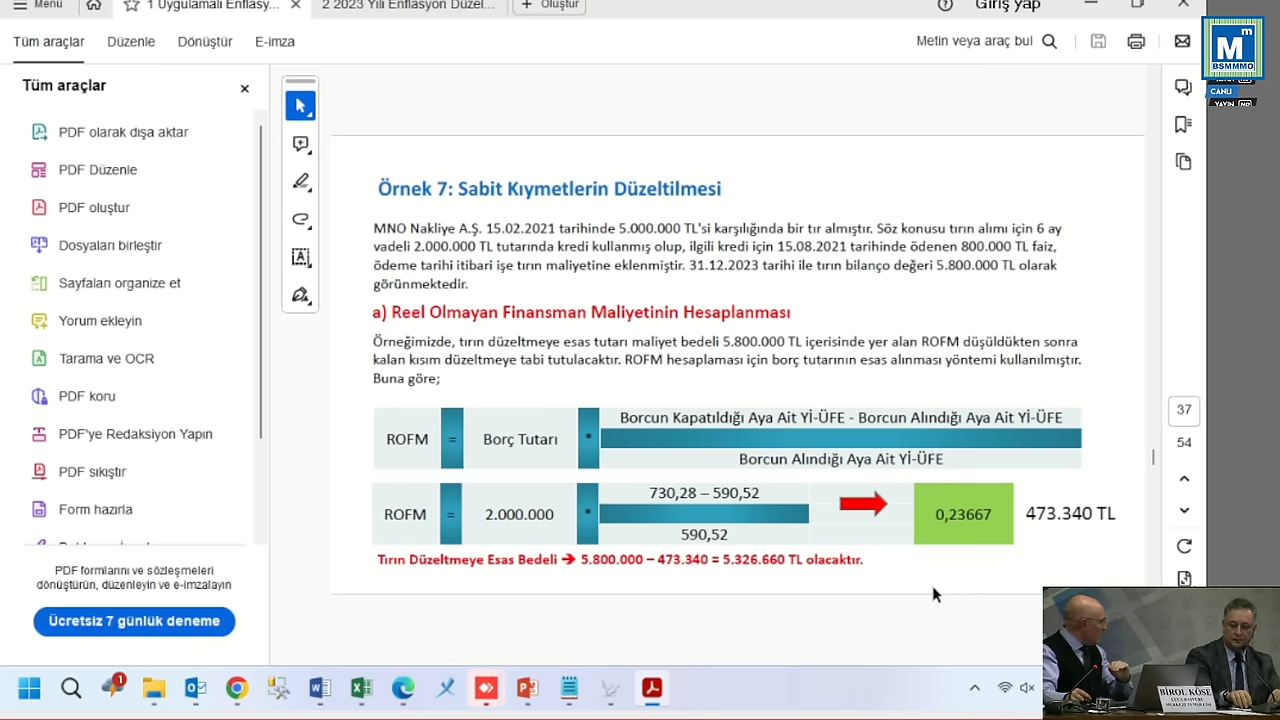 Menü
1 Uygulamalı Enflasy...
2 2023 Yılı Enflasyon Düzel...
+ Oluştur
Giriş yap
Tüm araçlar
Düzenle
Dönüştür
E-imza
Metin veya araç bul
M m
BSMMMO
CANLI
YAYIN
Tüm araçlar
PDF olarak dışa aktar
PDF Düzenle
PDF oluştur
Dosyaları birleştir
Sayfaları organize et
Yorum ekleyin
Tarama ve OCR
PDF koru
PDF'ye Redaksiyon Yapın
PDF sıkıştır
Form hazırla
PDF formlarını ve sözleşmeleri
dönüştürün, düzenleyin ve e-imzalayın
Ücretsiz 7 günlük deneme
Örnek 7: Sabit Kıymetlerin Düzeltilmesi
MNO Nakliye A.Ş. 15.02.2021 tarihinde 5.000.000 TL'si karşılığında bir tır almıştır. Söz konusu tırın alımı için 6 ay
vadeli 2.000.000 TL tutarında kredi kullanmış olup, ilgili kredi için 15.08.2021 tarihinde ödenen 800.000 TL faiz,
ödeme tarihi itibari işe tırın maliyetine eklenmiştir. 31.12.2023 tarihi ile tırın bilanço değeri 5.800.000 TL olarak
görünmektedir.
a) Reel Olmayan Finansman Maliyetinin Hesaplanması
Örneğimizde, tırın düzeltmeye esas tutarı maliyet bedeli 5.800.000 TL içerisinde yer alan ROFM düşüldükten sonra
kalan kısım düzeltmeye tabi tutulacaktır. ROFM hesaplaması için borç tutarının esas alınması yöntemi kullanılmıştır.
Buna göre;
ROFM = Borç Tutarı * Borcun Kapatıldığı Aya Ait Yİ-ÜFE - Borcun Alındığı Aya Ait Yİ-ÜFE
Borcun Alındığı Aya Ait Yİ-ÜFE
ROFM = 2.000.000 * 730,28 – 590,52
590,52
0,23667
473.340 TL
Tırın Düzeltmeye Esas Bedeli ➔ 5.800.000 – 473.340 = 5.326.660 TL olacaktır.
37
54
1
BİROL KÖSE